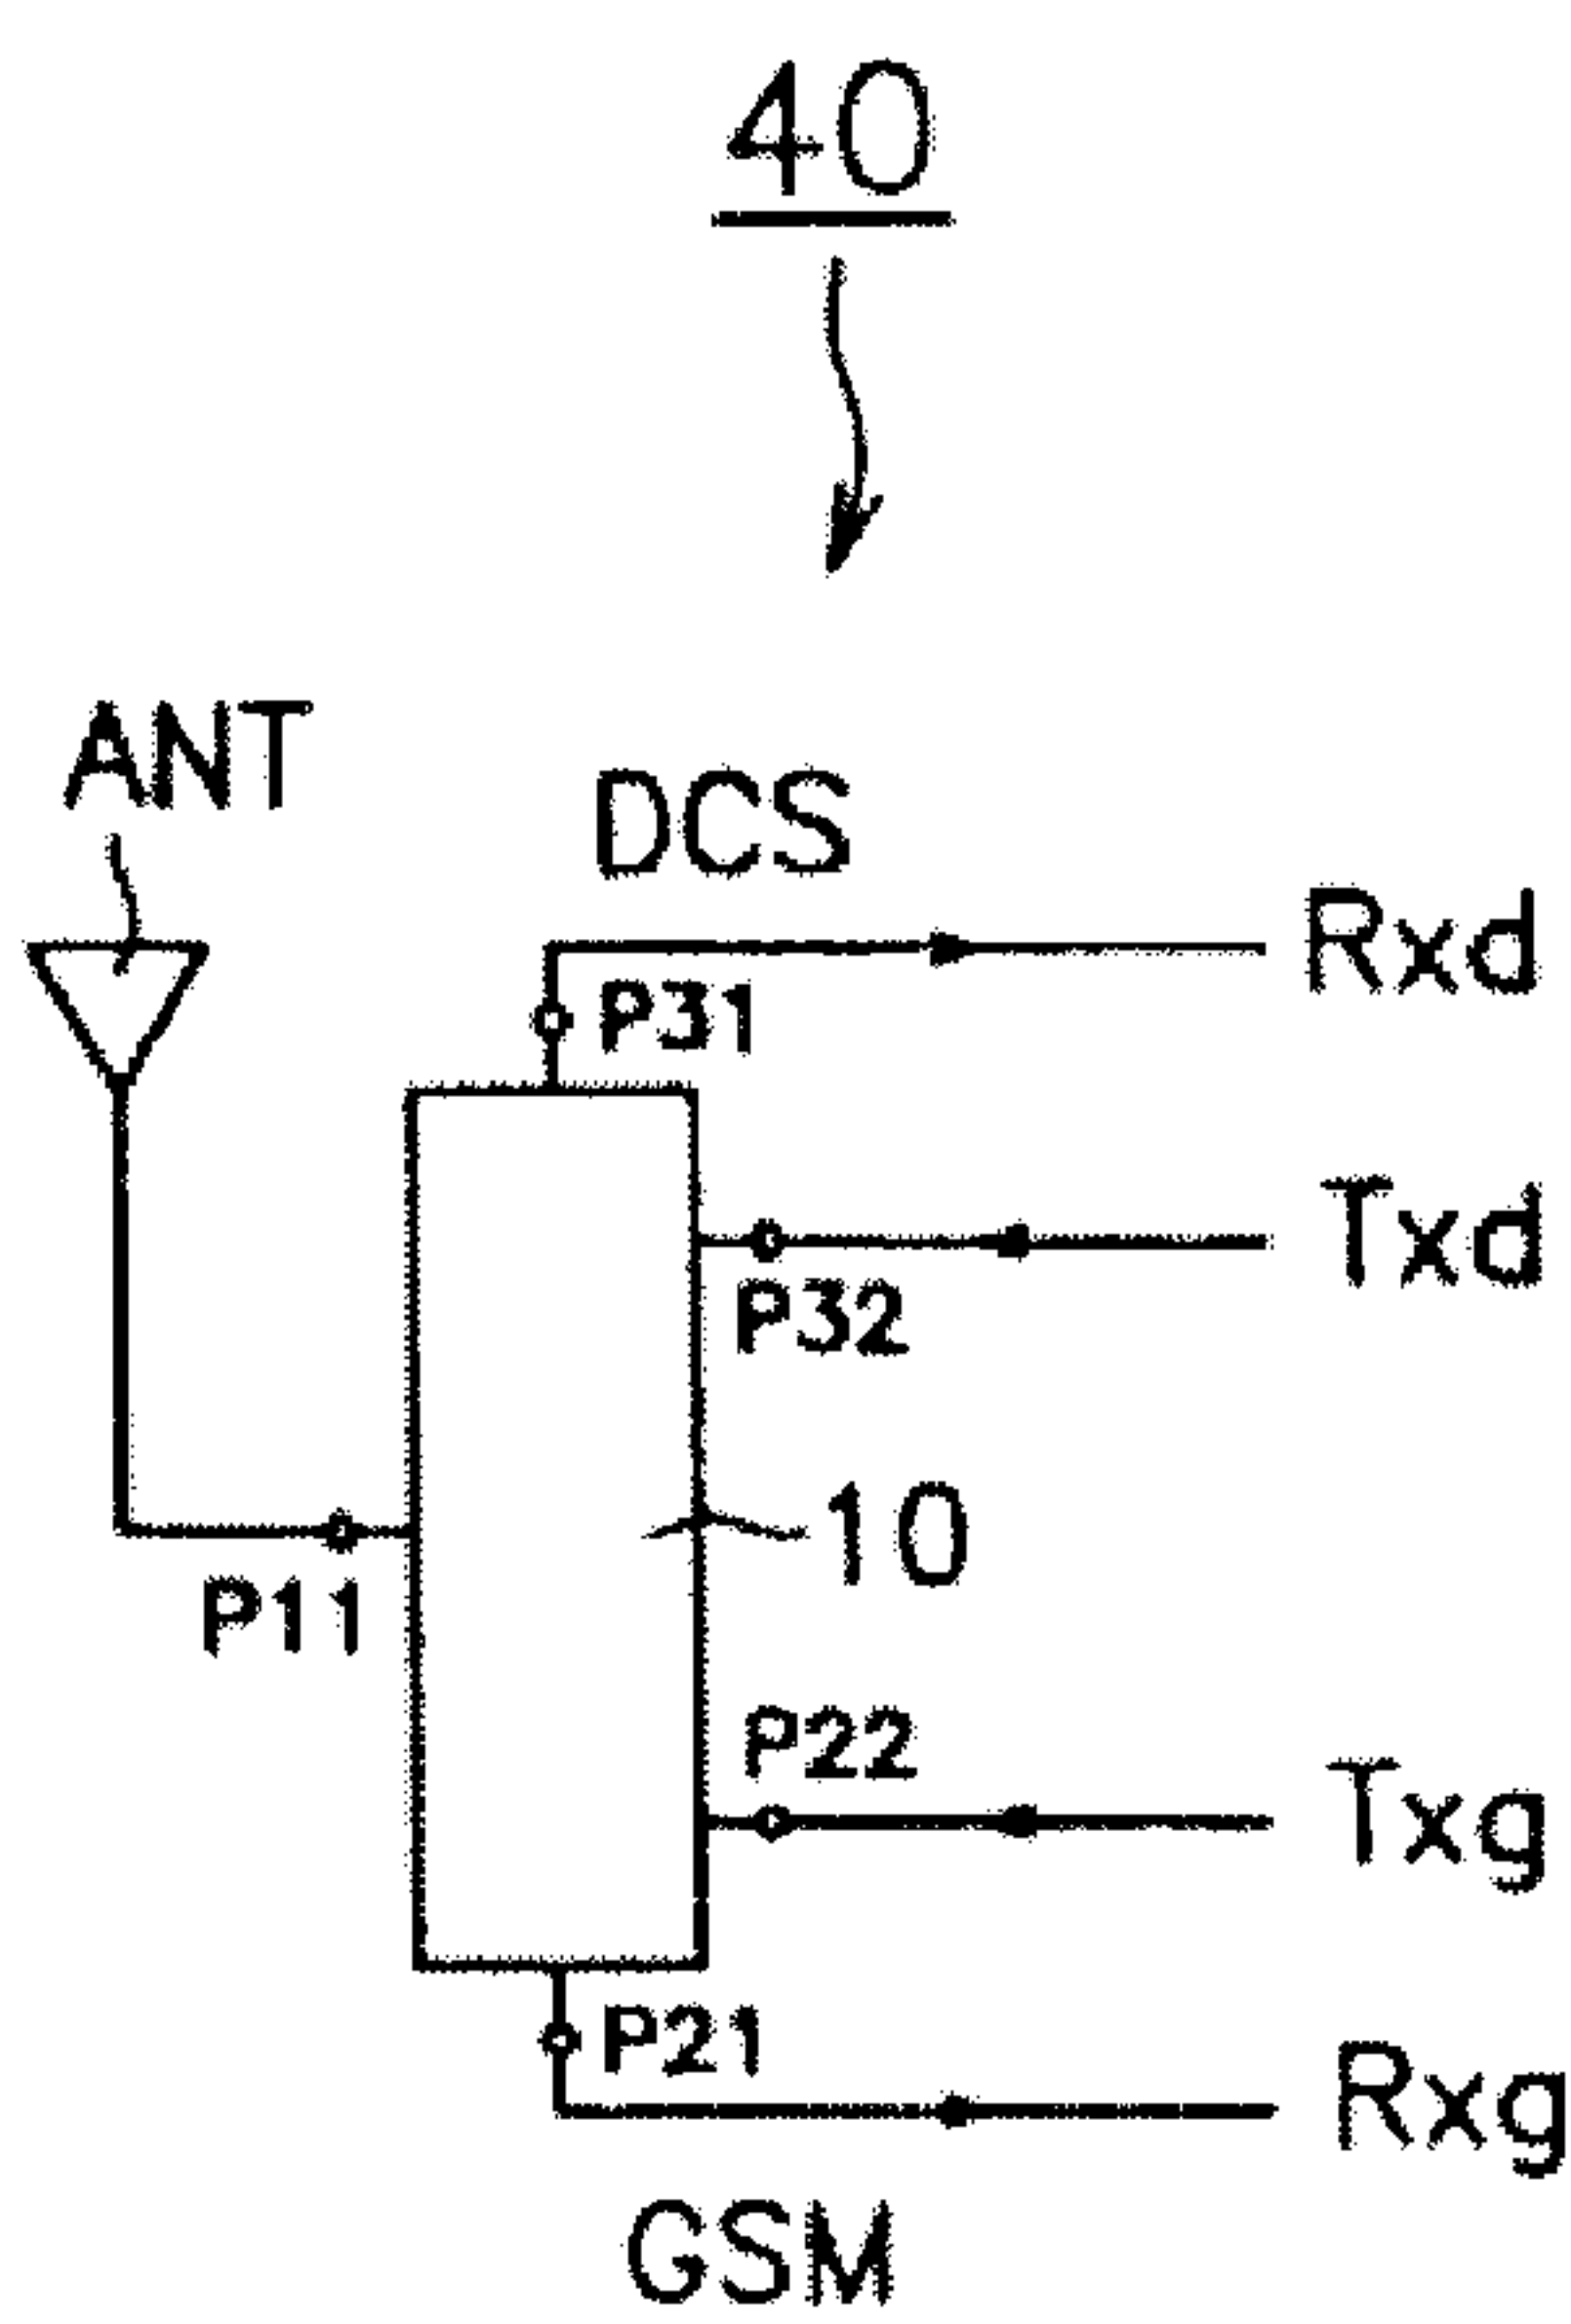 40
ANT
DCS
Rxd
P31
Txd
P32
10
P11
P22
Txg
P21
Rxg
GSM